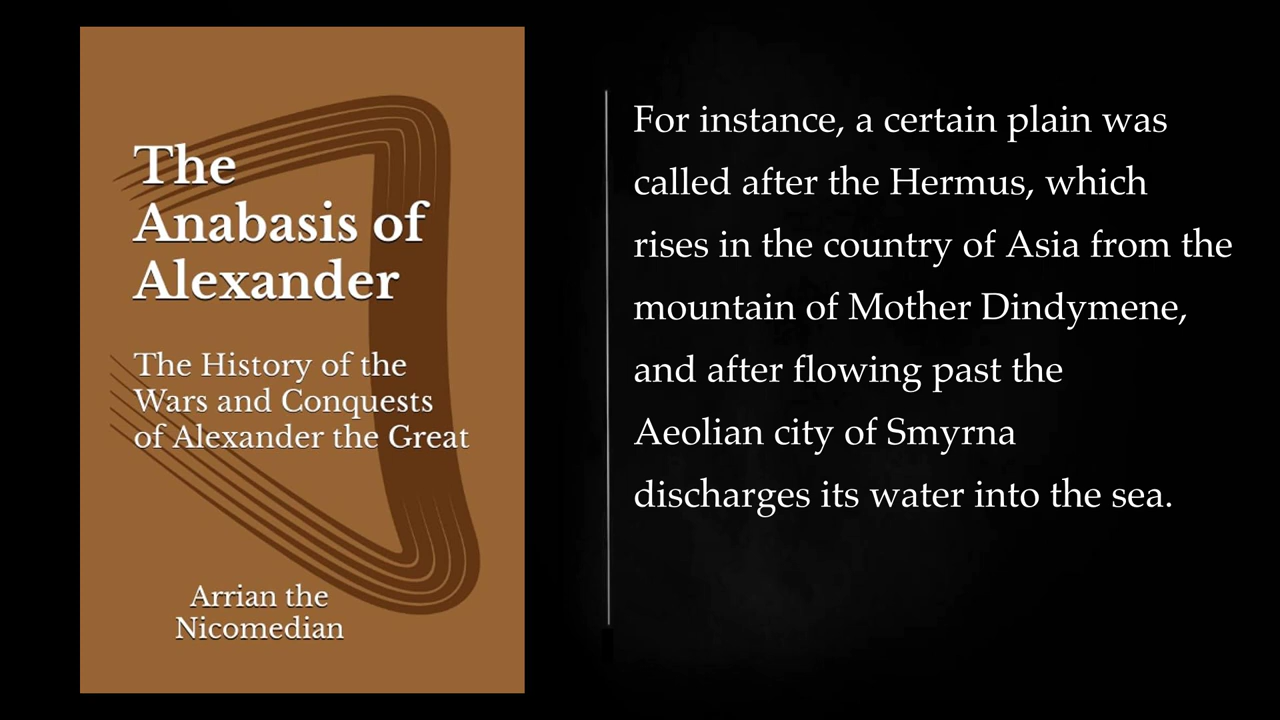 The
Anabasis of
Alexander
The History of the
Wars and Conquests
of Alexander the Great
Arrian the
Nicomedian
For instance, a certain plain was
called after the Hermus, which
rises in the country of Asia from the
mountain of Mother Dindymene,
and after flowing past the
Aeolian city of Smyrna
discharges its water into the sea.